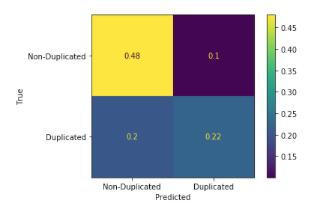 Non-Duplicated
Duplicated
True
0.48
0.1
0.2
0.22
Non-Duplicated
Duplicated
Predicted
0.45
0.40
0.35
0.30
0.25
0.20
0.15